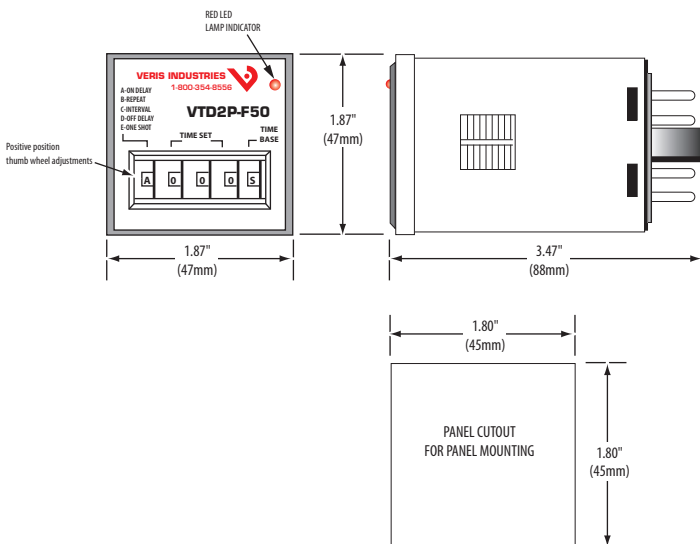 RED LED
LAMP INDICATOR
VERIS INDUSTRIES
1-800-354-8556
A-ON DELAY
B-REPEAT
C-INTERVAL
D-OFF DELAY
E-ONE SHOT
VTD2P-F50
TIME SET
TIME
BASE
Positive position
thumb wheel adjustments
A 0 0 0 S
1.87"
(47mm)
1.87"
(47mm)
3.47"
(88mm)
1.80"
(45mm)
PANEL CUTOUT
FOR PANEL MOUNTING
1.80"
(45mm)